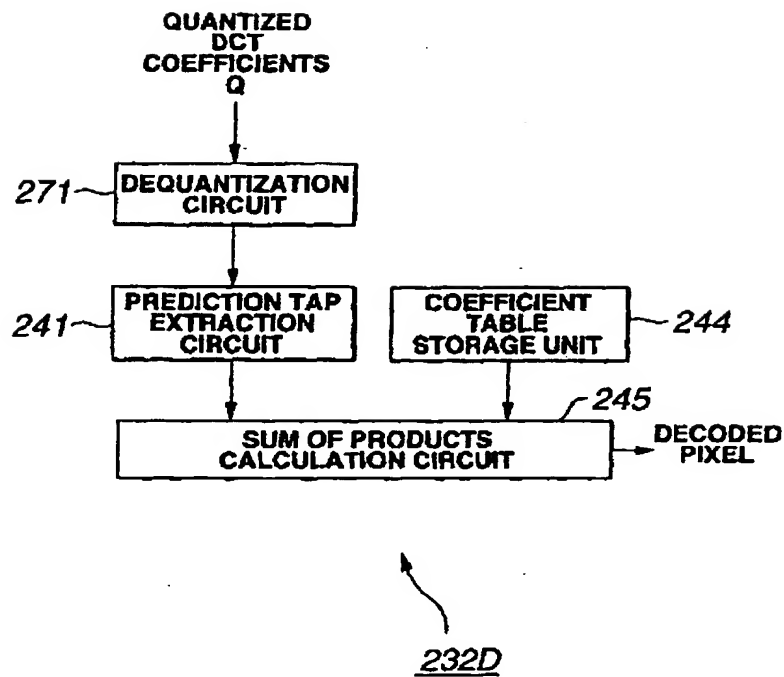 QUANTIZED
DCT
COEFFICIENTS
Q
271
DEQUANTIZATION
CIRCUIT
241
PREDICTION TAP
EXTRACTION
CIRCUIT
COEFFICIENT
TABLE
STORAGE UNIT
244
245
SUM OF PRODUCTS
CALCULATION CIRCUIT
DECODED
PIXEL
232D